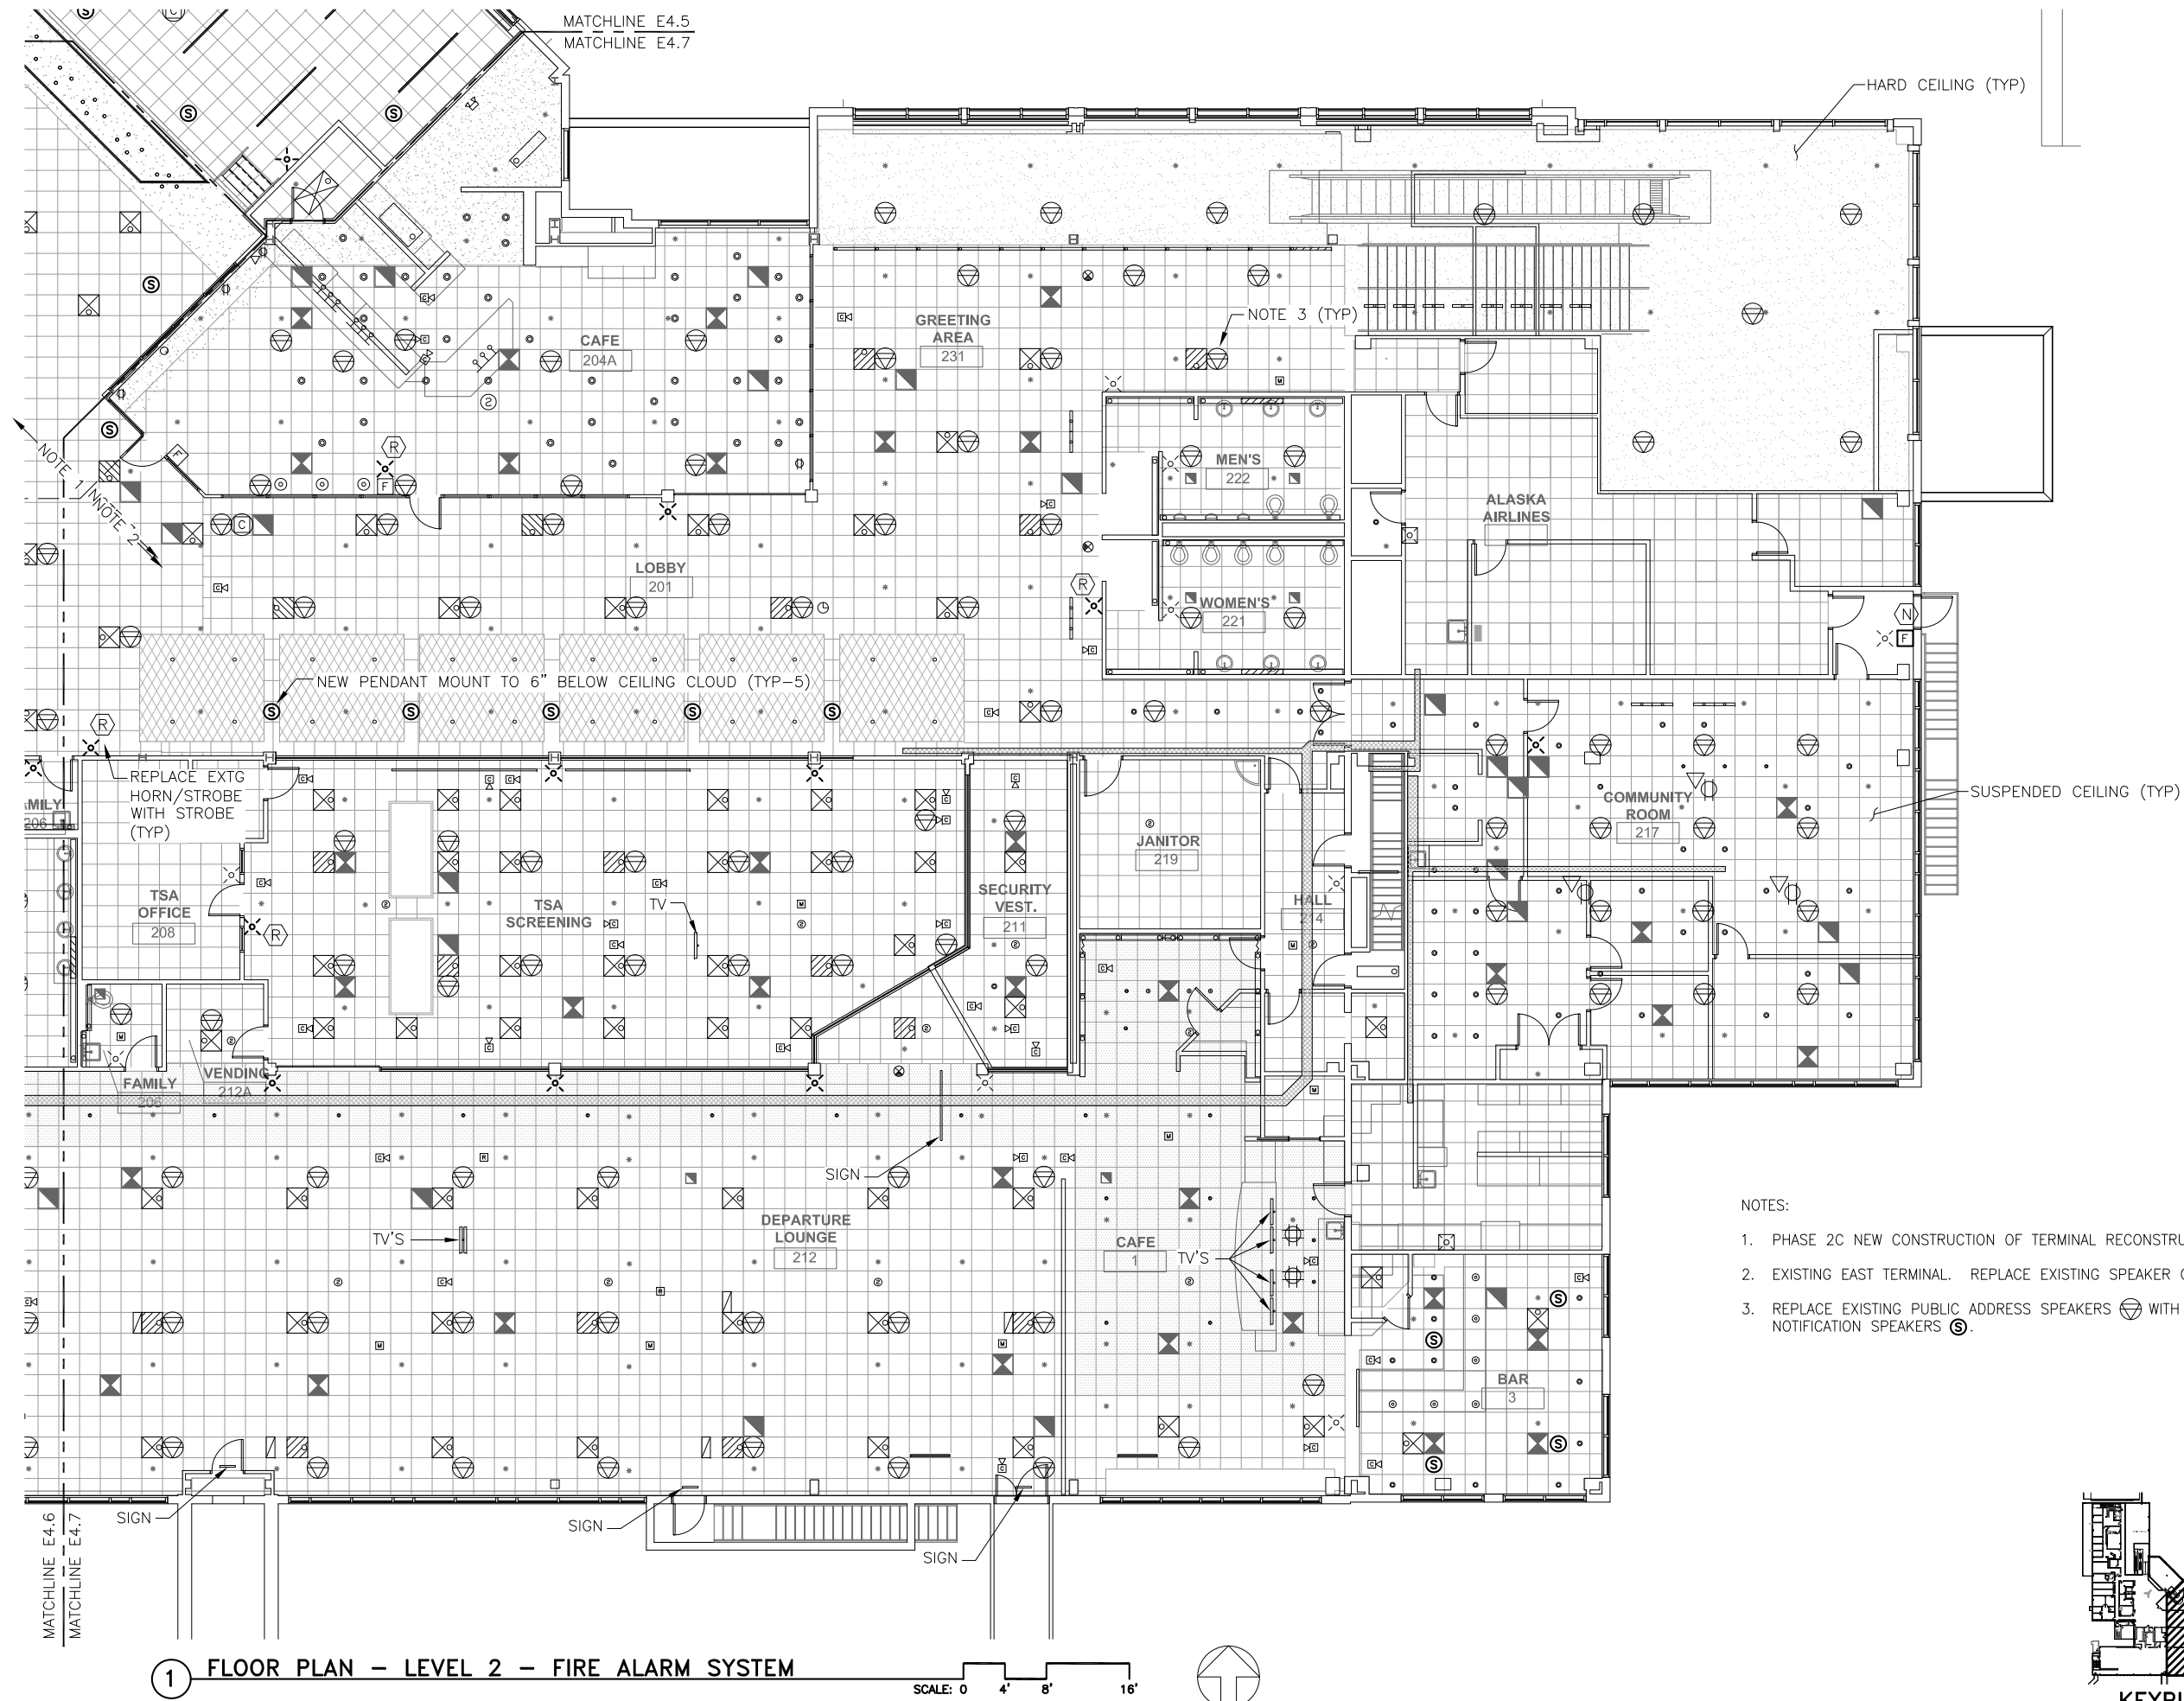 MATCHLINE E4.5
MATCHLINE E4.7
HARD CEILING (TYP)
GREETING
AREA
231
NOTE 3 (TYP)
CAFE
204A
NOTE 1
NOTE 2
MEN'S
222
ALASKA
AIRLINES
LOBBY
201
WOMEN'S
221
NEW PENDANT MOUNT TO 6" BELOW CEILING CLOUD (TYP-5)
REPLACE EXTG
HORN/STROBE
WITH STROBE
(TYP)
206
TSA
OFFICE
208
TSA
SCREENING
TV
SECURITY
VEST.
211
JANITOR
219
HALL
214
COMMUNITY
ROOM
217
SUSPENDED CEILING (TYP)
FAMILY
206
VENDING
212A
SIGN
TV'S
DEPARTURE
LOUNGE
212
CAFE
1
TV'S
BAR
3
NOTES:
1. PHASE 2C NEW CONSTRUCTION OF TERMINAL
2. EXISTING EAST TERMINAL. REPLACE EXISTING SPEAKER
3. REPLACE EXISTING PUBLIC ADDRESS SPEAKERS WITH
NOTIFICATION SPEAKERS S.
SIGN
SIGN
SIGN
MATCHLINE E4.6
MATCHLINE E4.7
1 FLOOR PLAN - LEVEL 2 - FIRE ALARM SYSTEM
SCALE: 0 4' 8' 16'